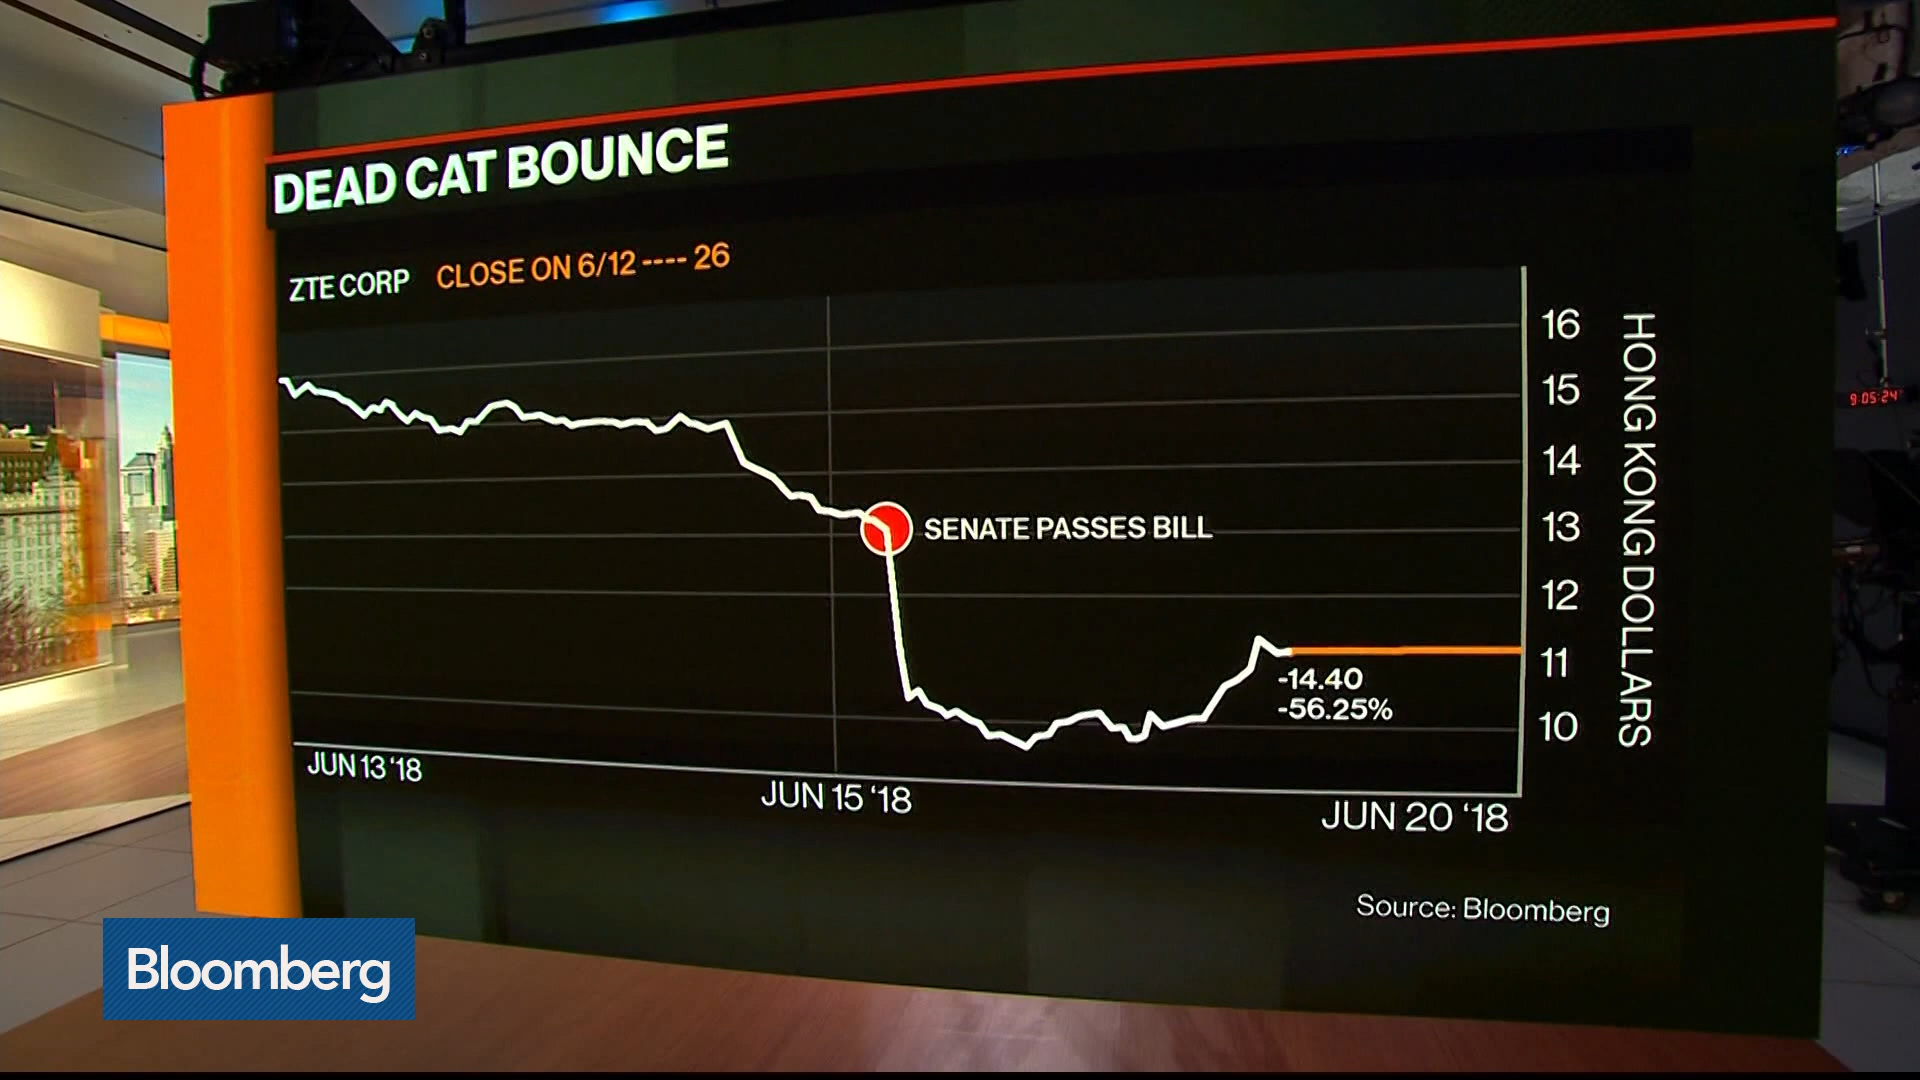 DEAD CAT BOUNCE
ZTE CORP CLOSE ON 6/12 ---- 26
16
15
14
13
12
11
10
HONG KONG DOLLARS
SENATE PASSES BILL
-14.40
-56.25%
JUN 13 '18
JUN 15 '18
JUN 20 '18
Source: Bloomberg
9:05:24
Bloomberg